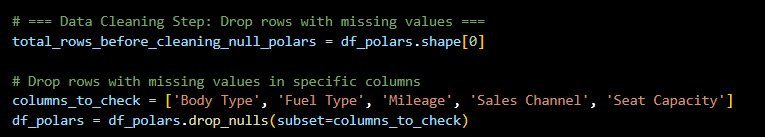 # === Data Cleaning Step: Drop rows with missing values ===
total_rows_before_cleaning_null_polars = df_polars.shape[0]
# Drop rows with missing values in specific columns
columns_to_check = ['Body Type', 'Fuel Type', 'Mileage', 'Sales Channel', 'Seat Capacity']
df_polars = df_polars.drop_nulls(subset=columns_to_check)